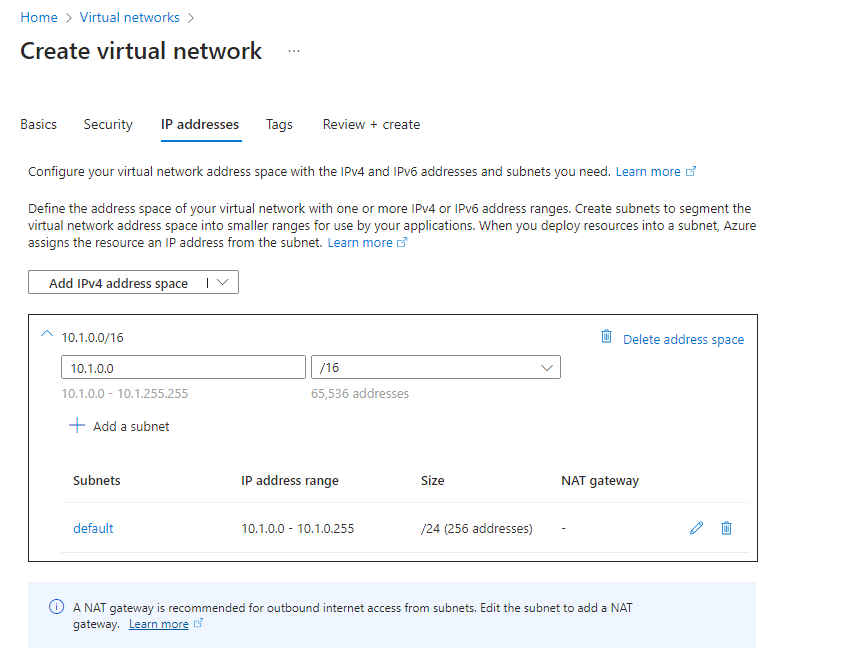 Home > Virtual networks >
Create virtual network ...
Basics Security IP addresses Tags Review + create
Configure your virtual network address space with the IPv4 and IPv6 addresses and subnets you need. Learn more
Define the address space of your virtual network with one or more IPv4 or IPv6 address ranges. Create subnets to segment the
virtual network address space into smaller ranges for use by your applications. When you deploy resources into a subnet, Azure
assigns the resource an IP address from the subnet. Learn more
Add IPv4 address space |
10.1.0.0/16 Delete address space
10.1.0.0 /16
10.1.0.0 - 10.1.255.255 65,536 addresses
+ Add a subnet
Subnets IP address range Size NAT gateway
default 10.1.0.0 - 10.1.0.255 /24 (256 addresses) -
A NAT gateway is recommended for outbound internet access from subnets. Edit the subnet to add a NAT
gateway. Learn more